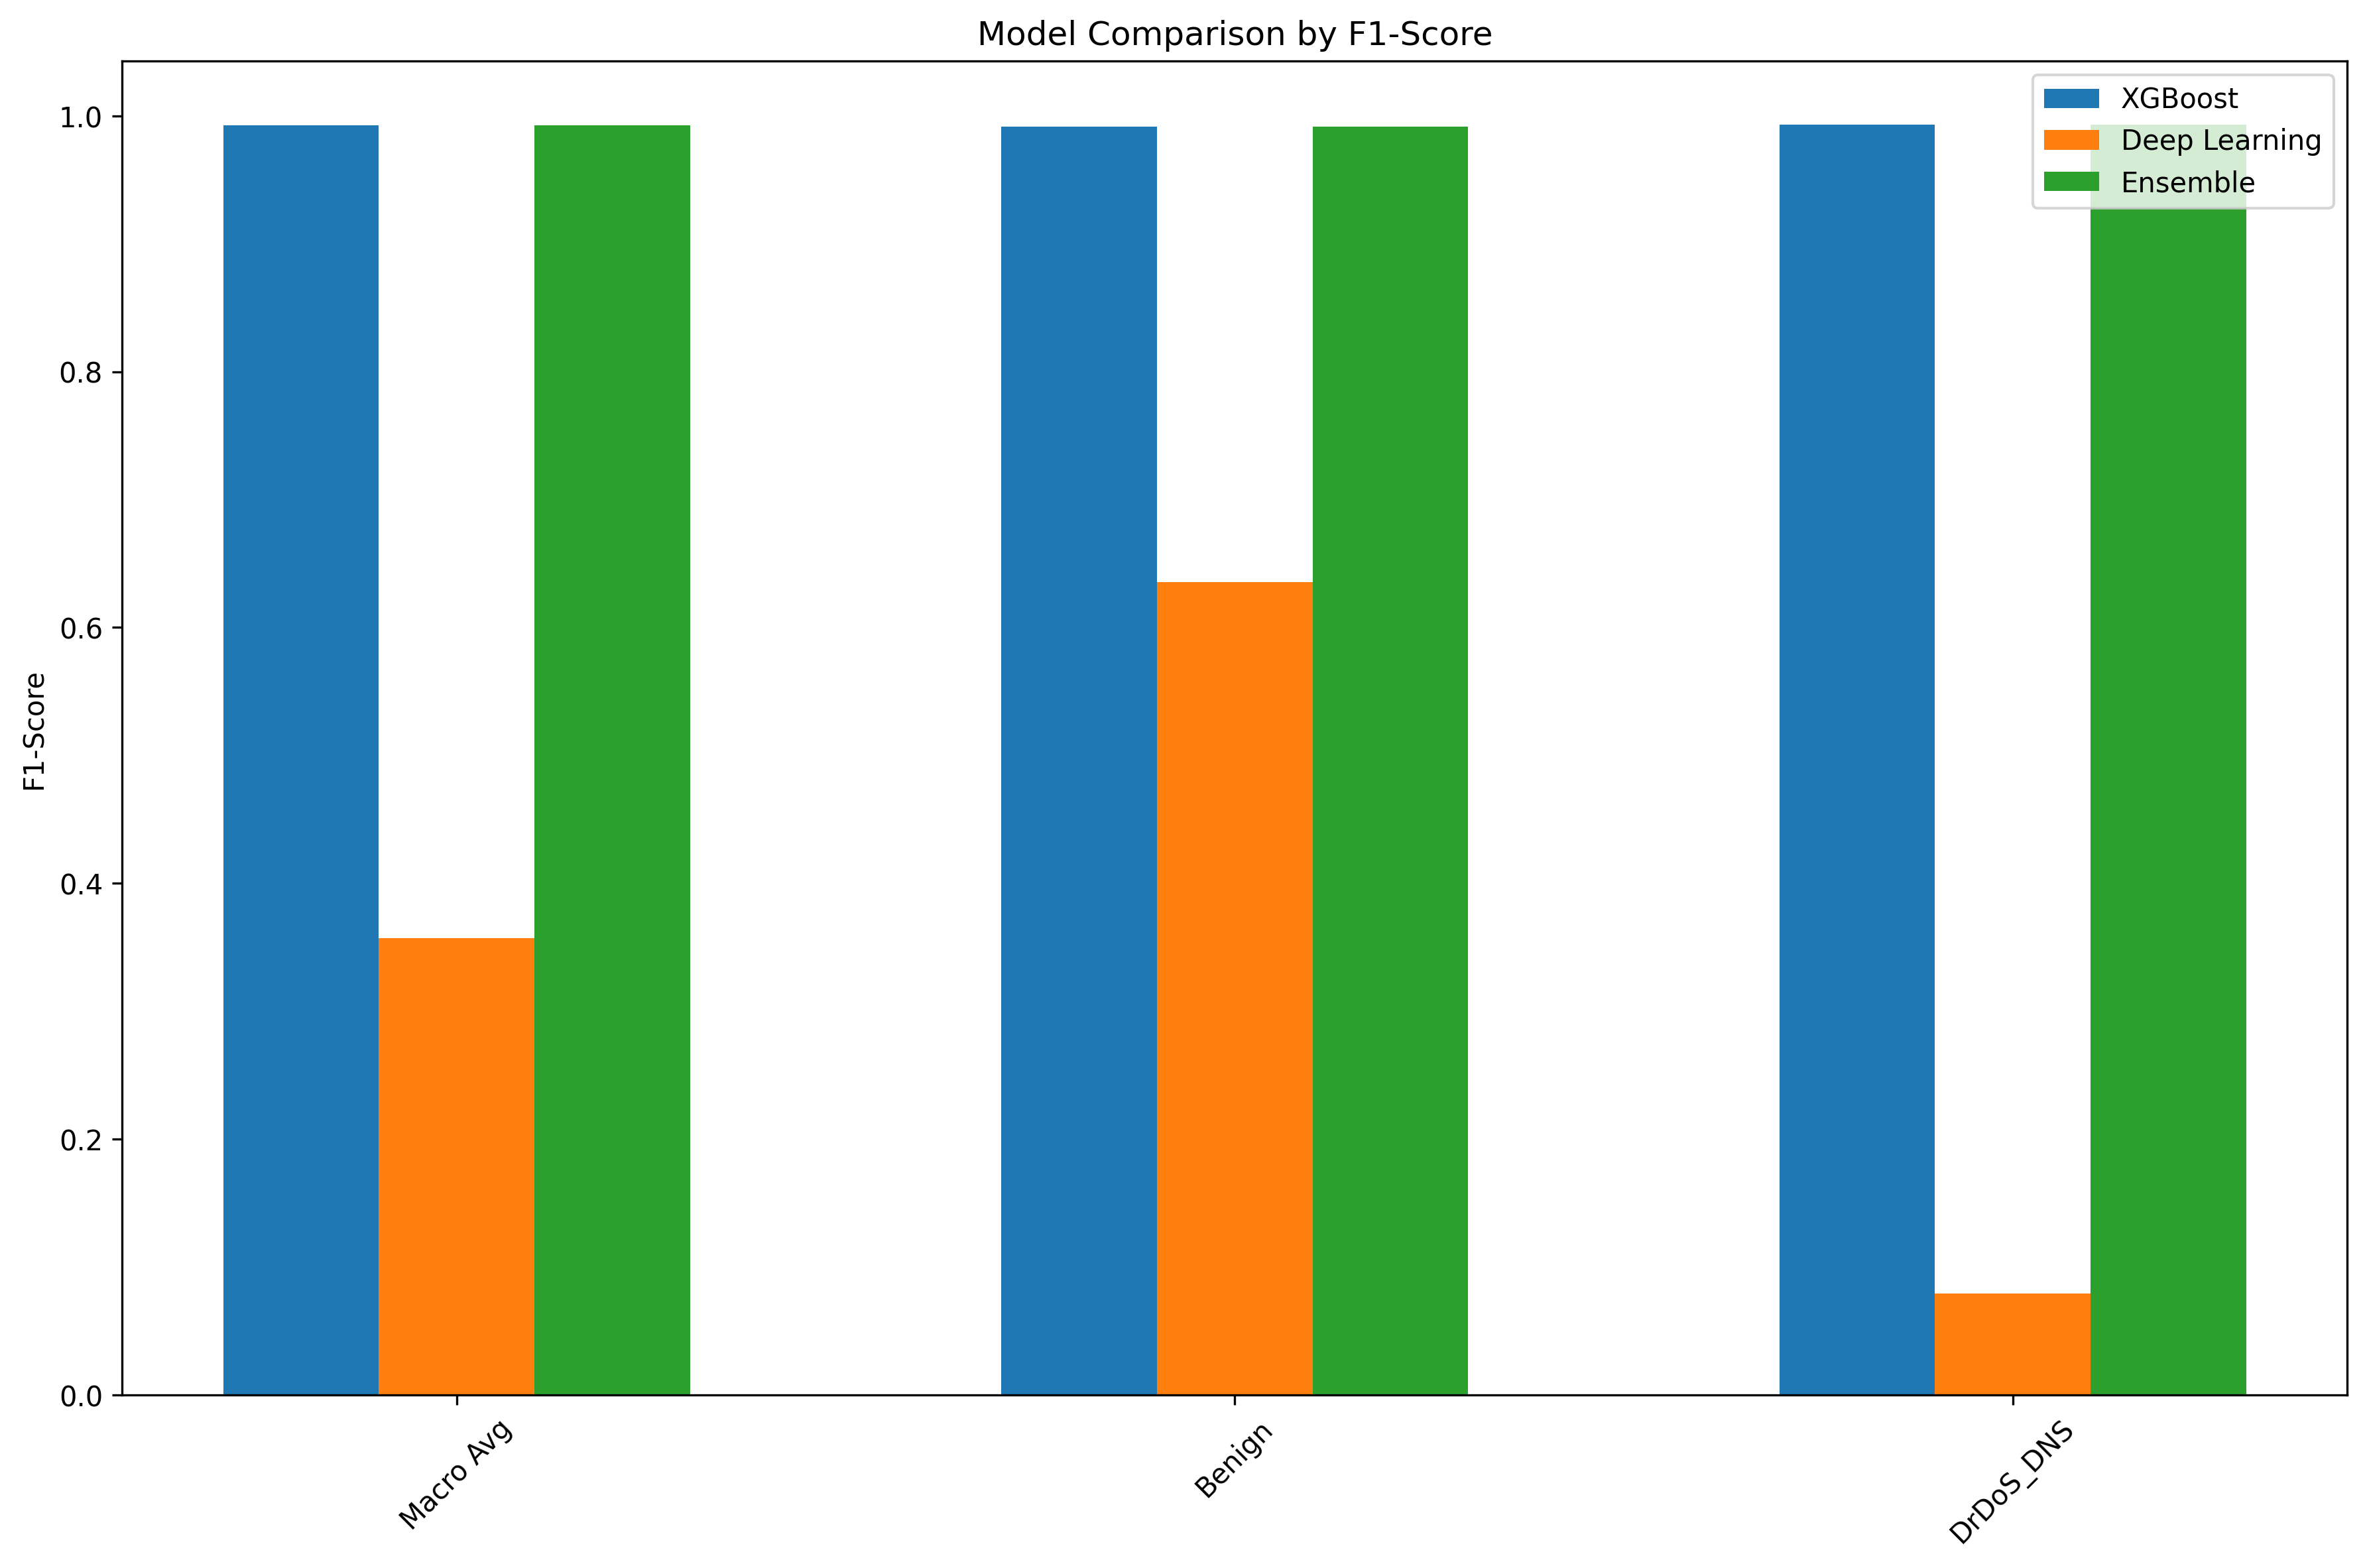 Model Comparison by F1-Score
XGBoost
Deep Learning
Ensemble
F1-Score
1.0
0.8
0.6
0.4
0.2
0.0
Macro Avg
Benign
DrDoS_DNS